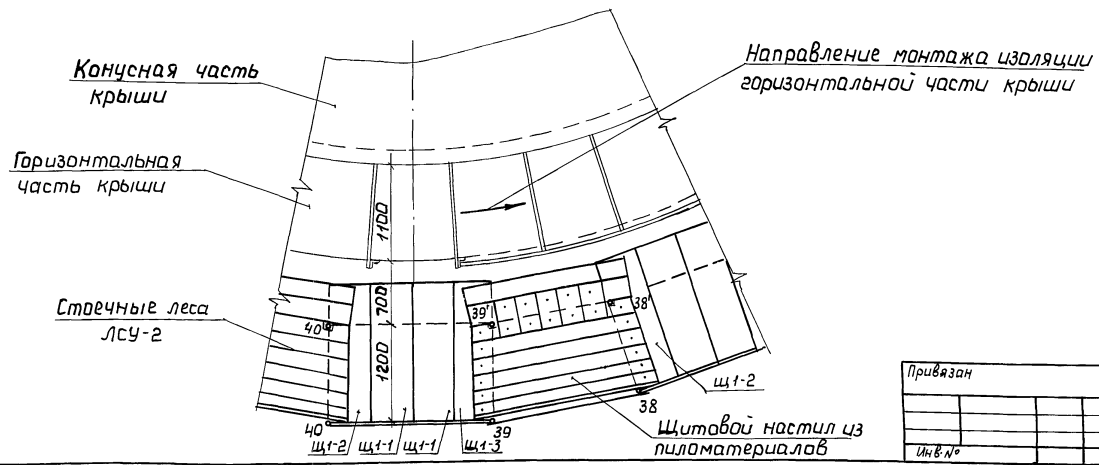 Конусная часть
крыши
Направление монтажа изоляции
горизонтальной части крыши
Горизонтальная
часть крыши
1100
700
1200
Стоечные леса
ЛСУ-2
40'
39'
38'
40
39
38
Щ1-2
Щ1-1
Щ1-1
Щ1-3
Щ1-2
Щитовой настил из
пиломатериалов
Привязан
Инв.№